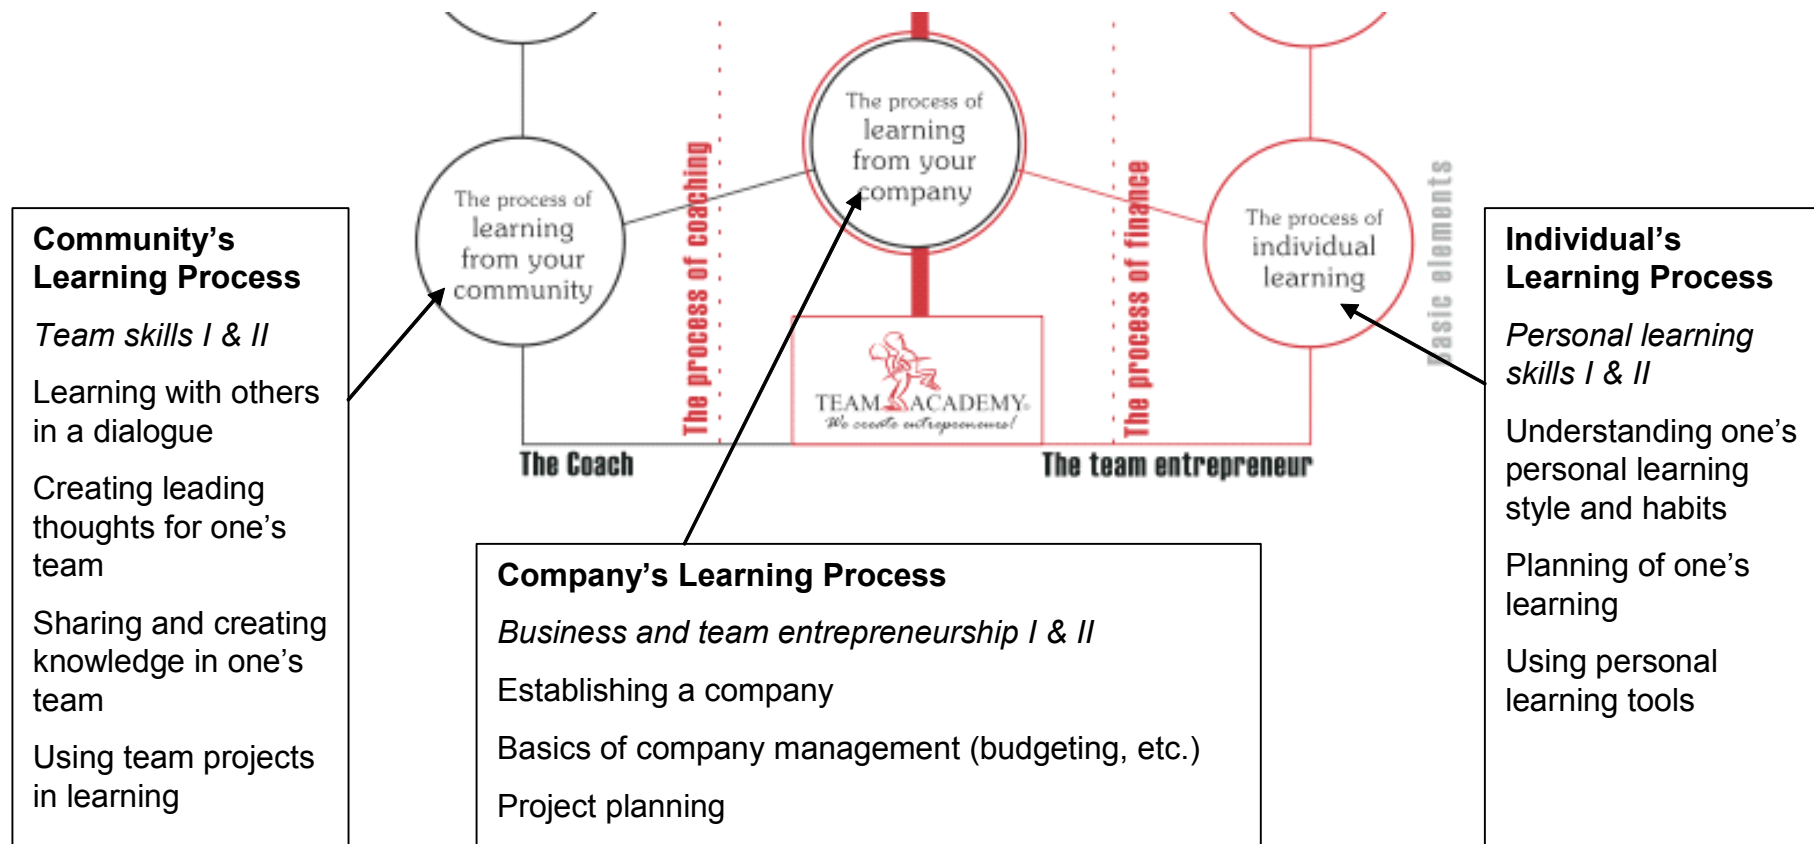 The process of
learning
from your
company
The process of
learning
from your
community
The process of
individual
learning
The process of coaching
The process of finance
Basic elements
TEAM ACADEMY®
We create entrepreneurs!
The Coach
The team entrepreneur
Community’s
Learning Process
Team skills I & II
Learning with others
in a dialogue
Creating leading
thoughts for one’s
team
Sharing and creating
knowledge in one’s
team
Using team projects
in learning
Company’s Learning Process
Business and team entrepreneurship I & II
Establishing a company
Basics of company management (budgeting, etc.)
Project planning
Individual’s
Learning Process
Personal learning
skills I & II
Understanding one’s
personal learning
style and habits
Planning of one’s
learning
Using personal
learning tools